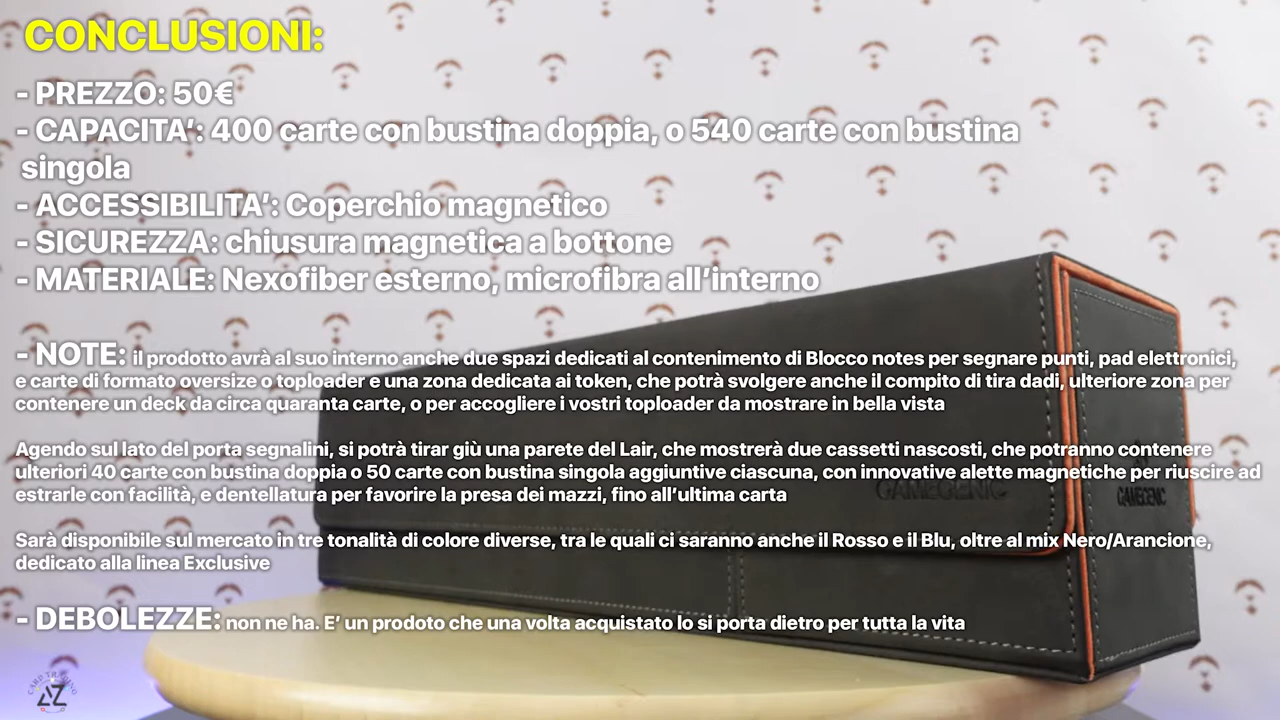 CONCLUSIONI:
- PREZZO: 50€
- CAPACITA’: 400 carte con bustina doppia, o 540 carte con bustina
singola
- ACCESSIBILITA’: Coperchio magnetico
- SICUREZZA: chiusura magnetica a bottone
- MATERIALE: Nexofiber esterno, microfibra all’interno
- NOTE: il prodotto avrà al suo interno anche due spazi dedicati al contenimento di Blocco notes per segnare punti, pad elettronici,
e carte di formato oversize o toploader e una zona dedicata ai token, che potrà svolgere anche il compito di tira dadi, ulteriore zona per
contenere un deck da circa quaranta carte, o per accogliere i vostri toploader da mostrare in bella vista
Agendo sul lato del porta segnalini, si potrà tirar giù una parete del Lair, che mostrerà due cassetti nascosti, che potranno contenere
ulteriori 40 carte con bustina doppia o 50 carte con bustina singola aggiuntive ciascuna, con innovative alette magnetiche per riuscire ad
estrarle con facilità, e dentellatura per favorire la presa dei mazzi, fino all’ultima carta
GAMEGENIC
GAMEGENIC
Sarà disponibile sul mercato in tre tonalità di colore diverse, tra le quali ci saranno anche il Rosso e il Blu, oltre al mix Nero/Arancione,
dedicato alla linea Exclusive
- DEBOLEZZE: non ne ha. E’ un prodoto che una volta acquistato lo si porta dietro per tutta la vita
CARD TRADING
AZ